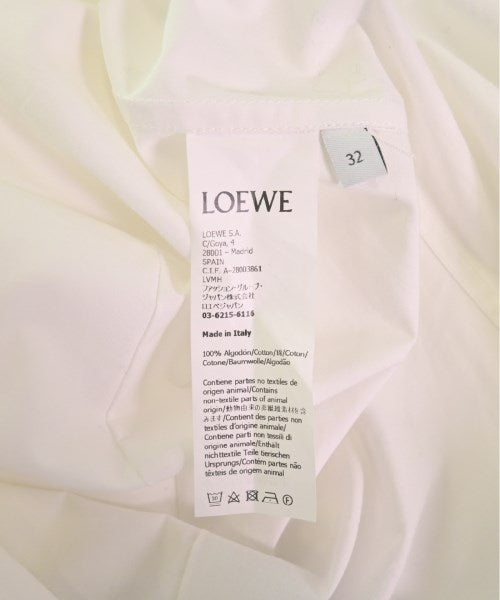 32
LOEWE
LOEWE S.A.
C/Goya, 4
28001 – Madrid
SPAIN
C.I.F. A-28003861
LVMH
ファッション・グループ・
ジャパン株式会社
ロエベジャパン
03-6215-6116
Made in Italy
100% Algodón/Cotton/綿/Coton/
Cotone/Baumwolle/Algodão
Contiene partes no textiles de
origen animal/Contains
non-textile parts of animal
origin/動物由来の非繊維素材を含
みます/Contient des parties non
textiles d'origine animale/
Contiene parti non tessili di
origine animale/Enthält
nichttextile Teile tierischen
Ursprungs/Contém partes não
têxteis de origem animal
30
F